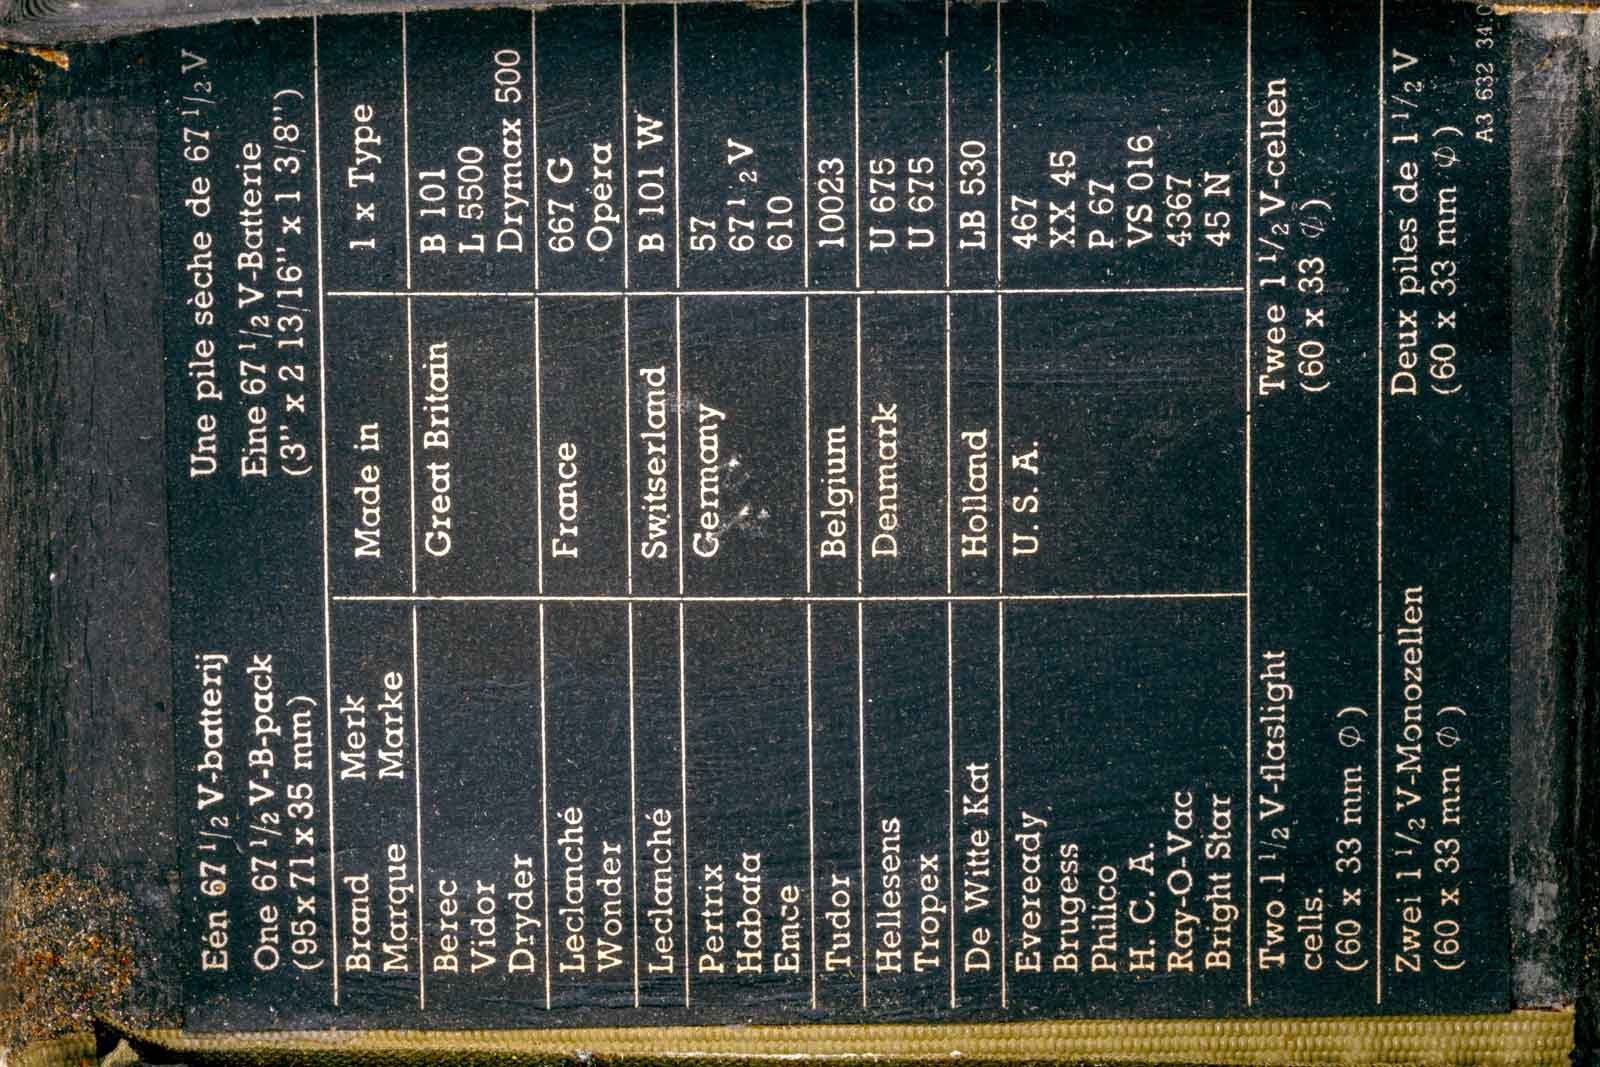 Eén 67 1/2 V-batterij Une pile sèche de 67 1/2 V
One 67 1/2 V-B-pack Eine 67 1/2 V-Batterie
(95 x 71 x 35 mm) (3" x 2 13/16" x 1 3/8")
Brand Merk Made in 1 x Type
Marque Marke
Berec Great Britain B 101
Vidor L 5500
Dryder Drymax 500
Leclanché France 667 G
Wonder Opéra
Leclanché Switserland B 101 W
Pertrix Germany 57
Habafa 67 1/2 V
Emce 610
Tudor Belgium 10023
Hellesens Denmark U 675
Tropex U 675
De Witte Kat Holland LB 530
Eveready U. S. A. 467
Brugess XX 45
Philico P 67
H. C. A. VS 016
Ray-O-Vac 4367
Bright Star 45 N
Two 1 1/2 V-flaslight Twee 1 1/2 V-cellen
cells. (60 x 33 ∅)
(60 x 33 mm ∅)
Zwei 1 1/2 V-Monozellen Deux piles de 1 1/2 V
(60 x 33 mm ∅) (60 x 33 mm ∅)
A3 632 34.0